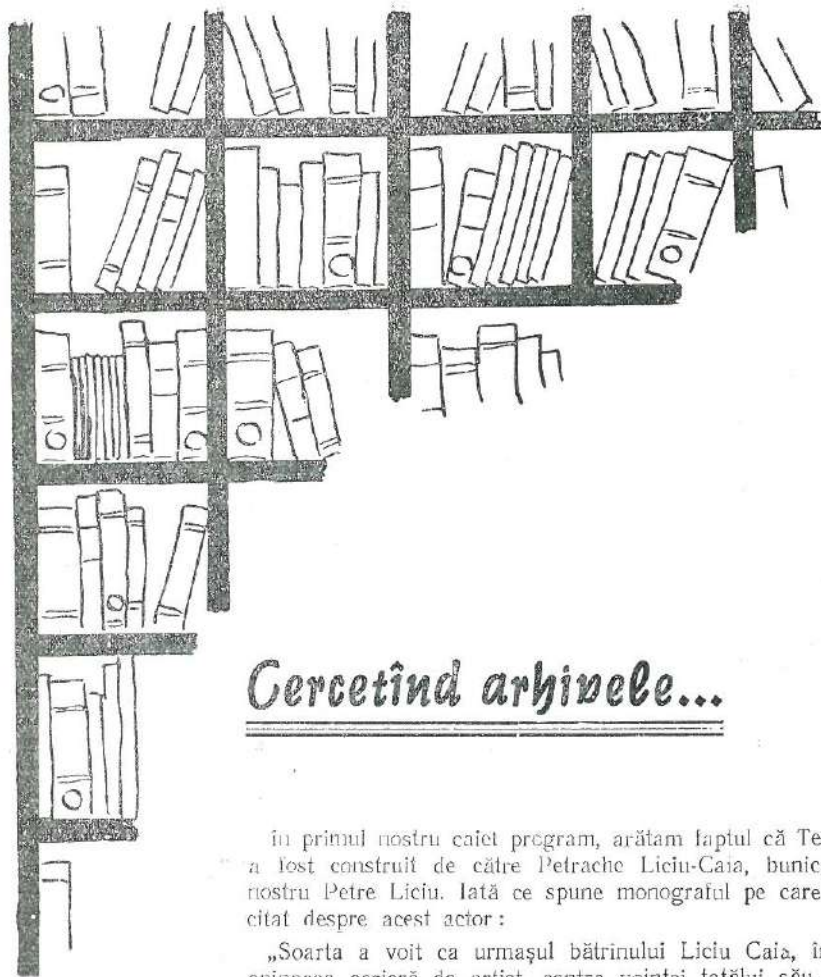 Cercetînd arhivele...
în primul nostru caiet program, arătam faptul că Te
a fost construit de către Petrache Liciu-Caia, bunic
nostru Petre Liciu. Iată ce spune monograful pe care
citat despre acest actor :
„Soarta a voit ca urmaşul bătrînului Liciu Caia, în